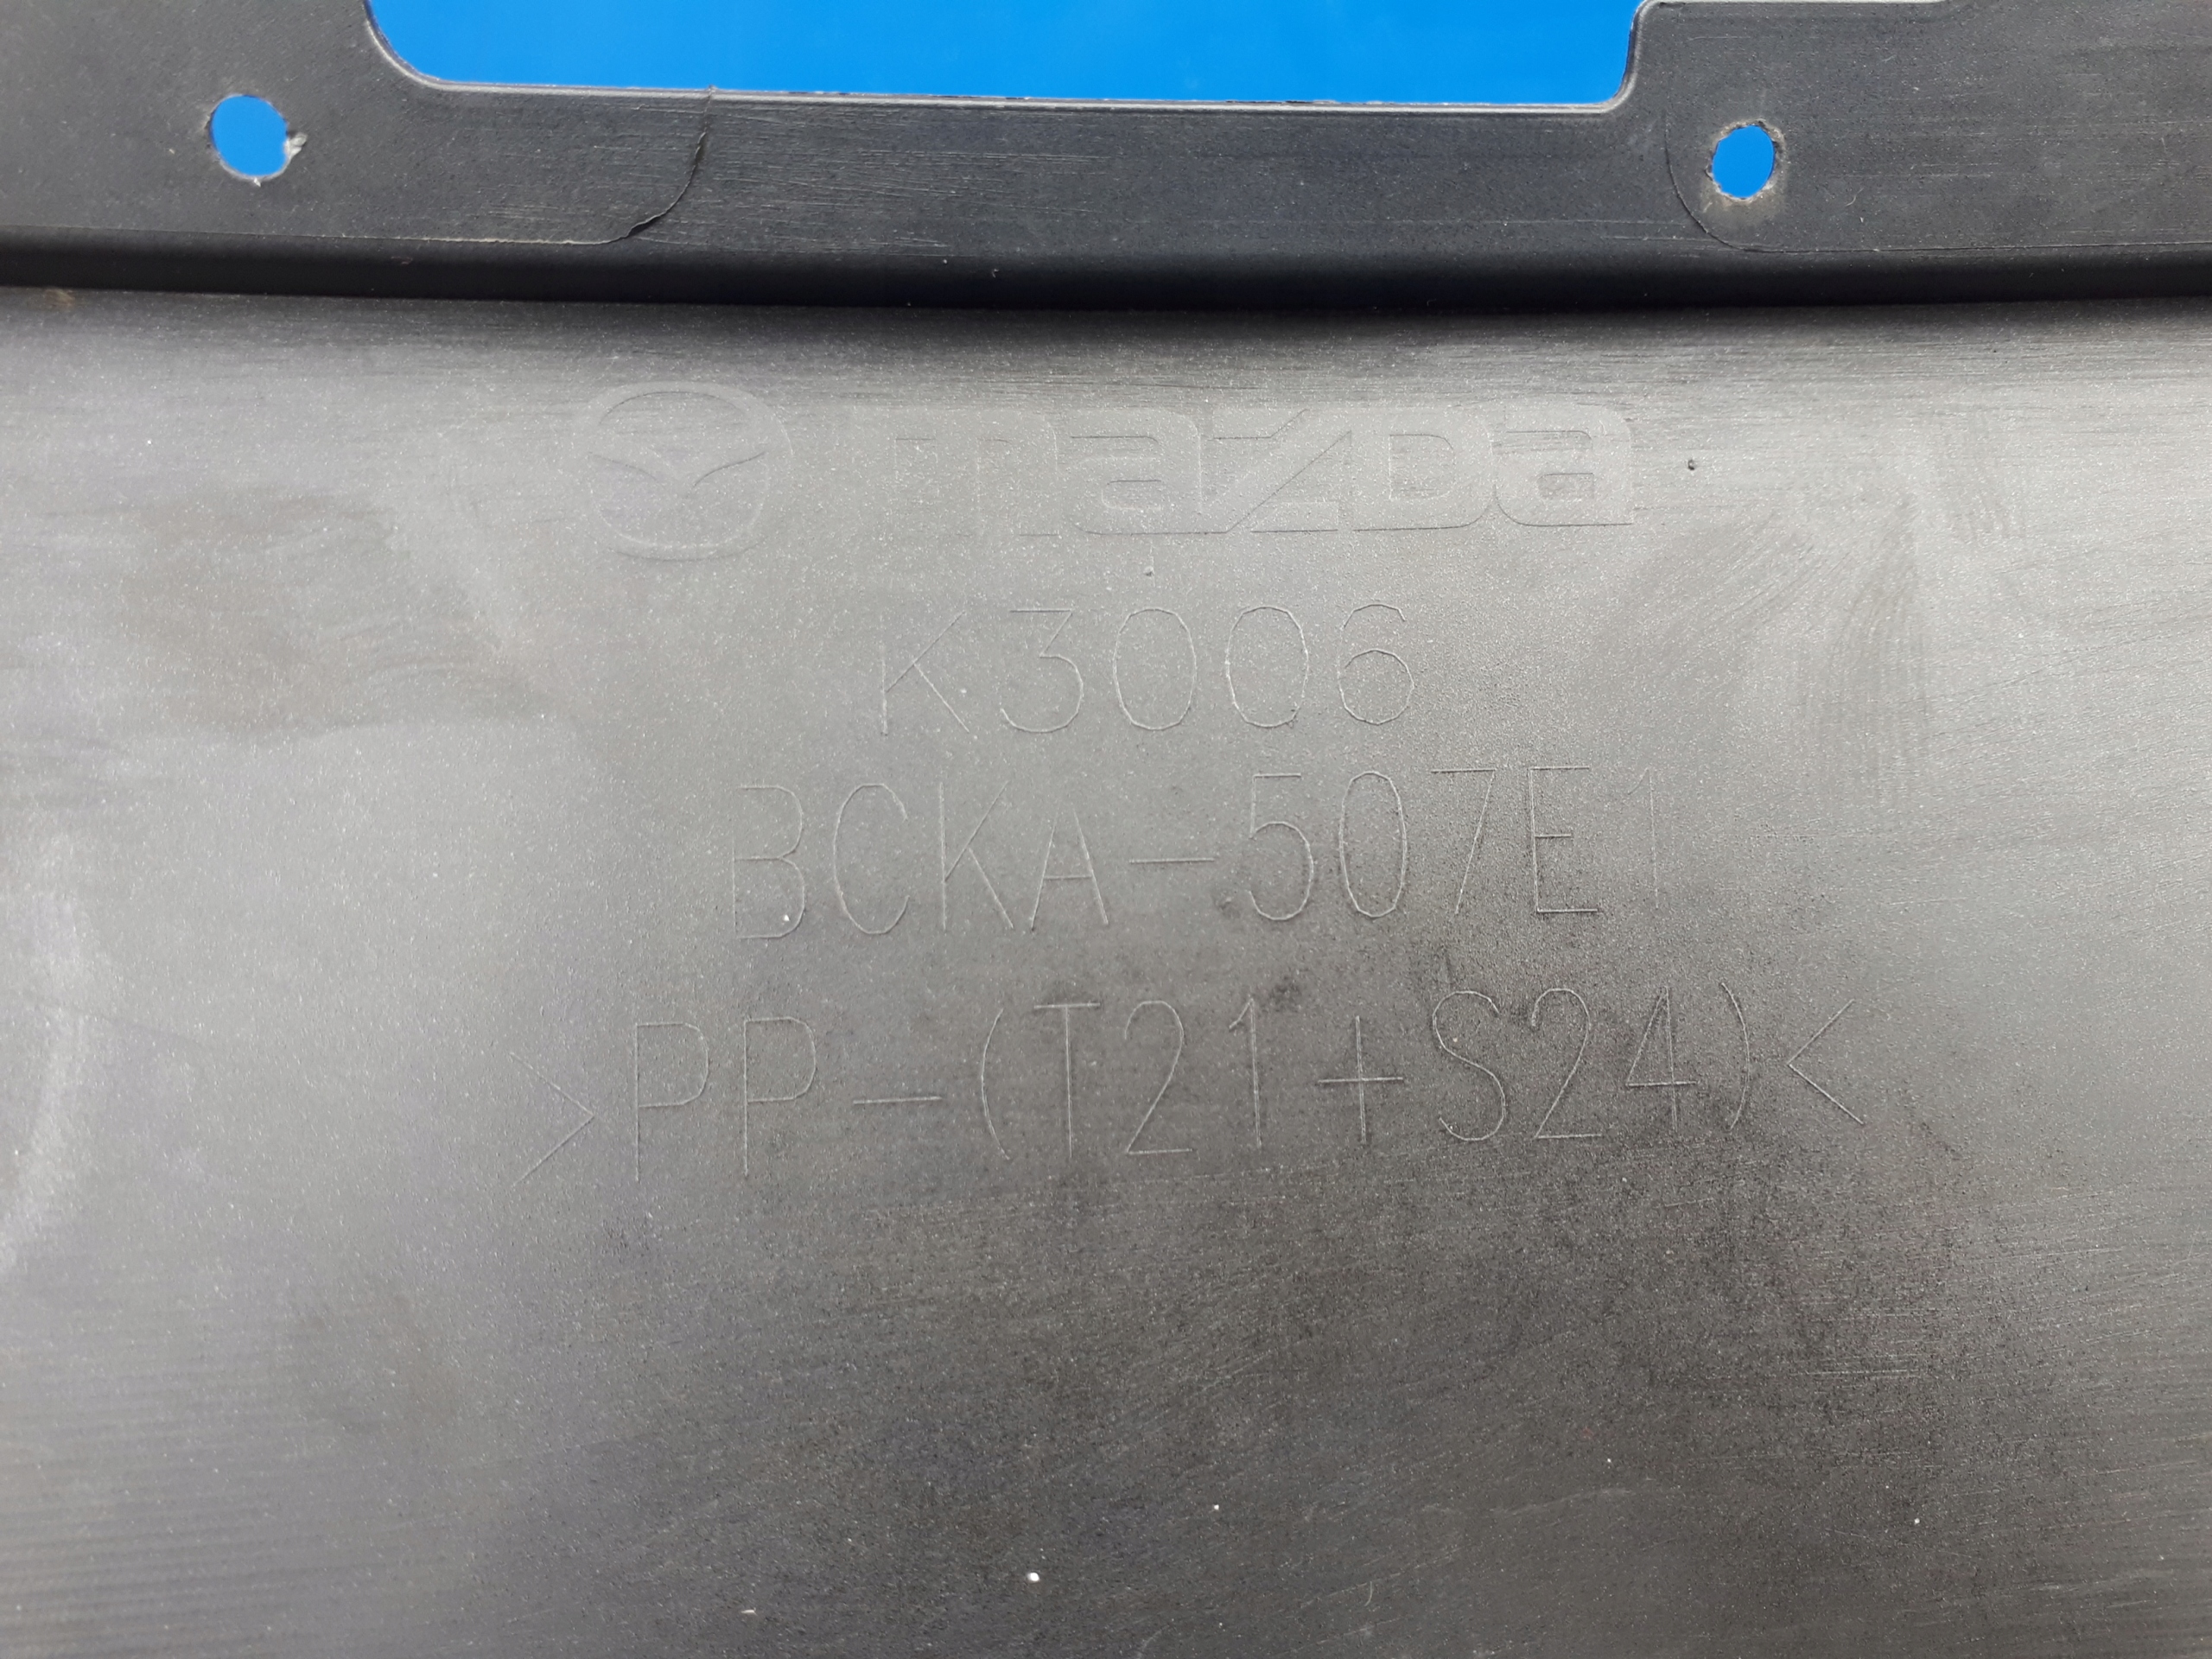 mazda
K3006
BCKA-507E1
>PP-(T21+S24)<